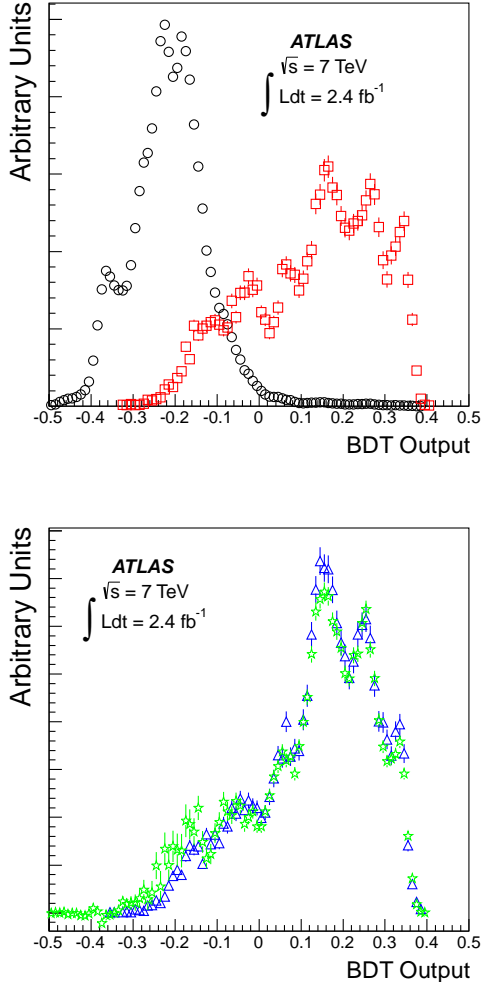 Arbitrary Units
ATLAS
√s = 7 TeV
∫ Ldt = 2.4 fb⁻¹
-0.5 -0.4 -0.3 -0.2 -0.1 0 0.1 0.2 0.3 0.4 0.5
BDT Output
Arbitrary Units
ATLAS
√s = 7 TeV
∫ Ldt = 2.4 fb⁻¹
-0.5 -0.4 -0.3 -0.2 -0.1 0 0.1 0.2 0.3 0.4 0.5
BDT Output